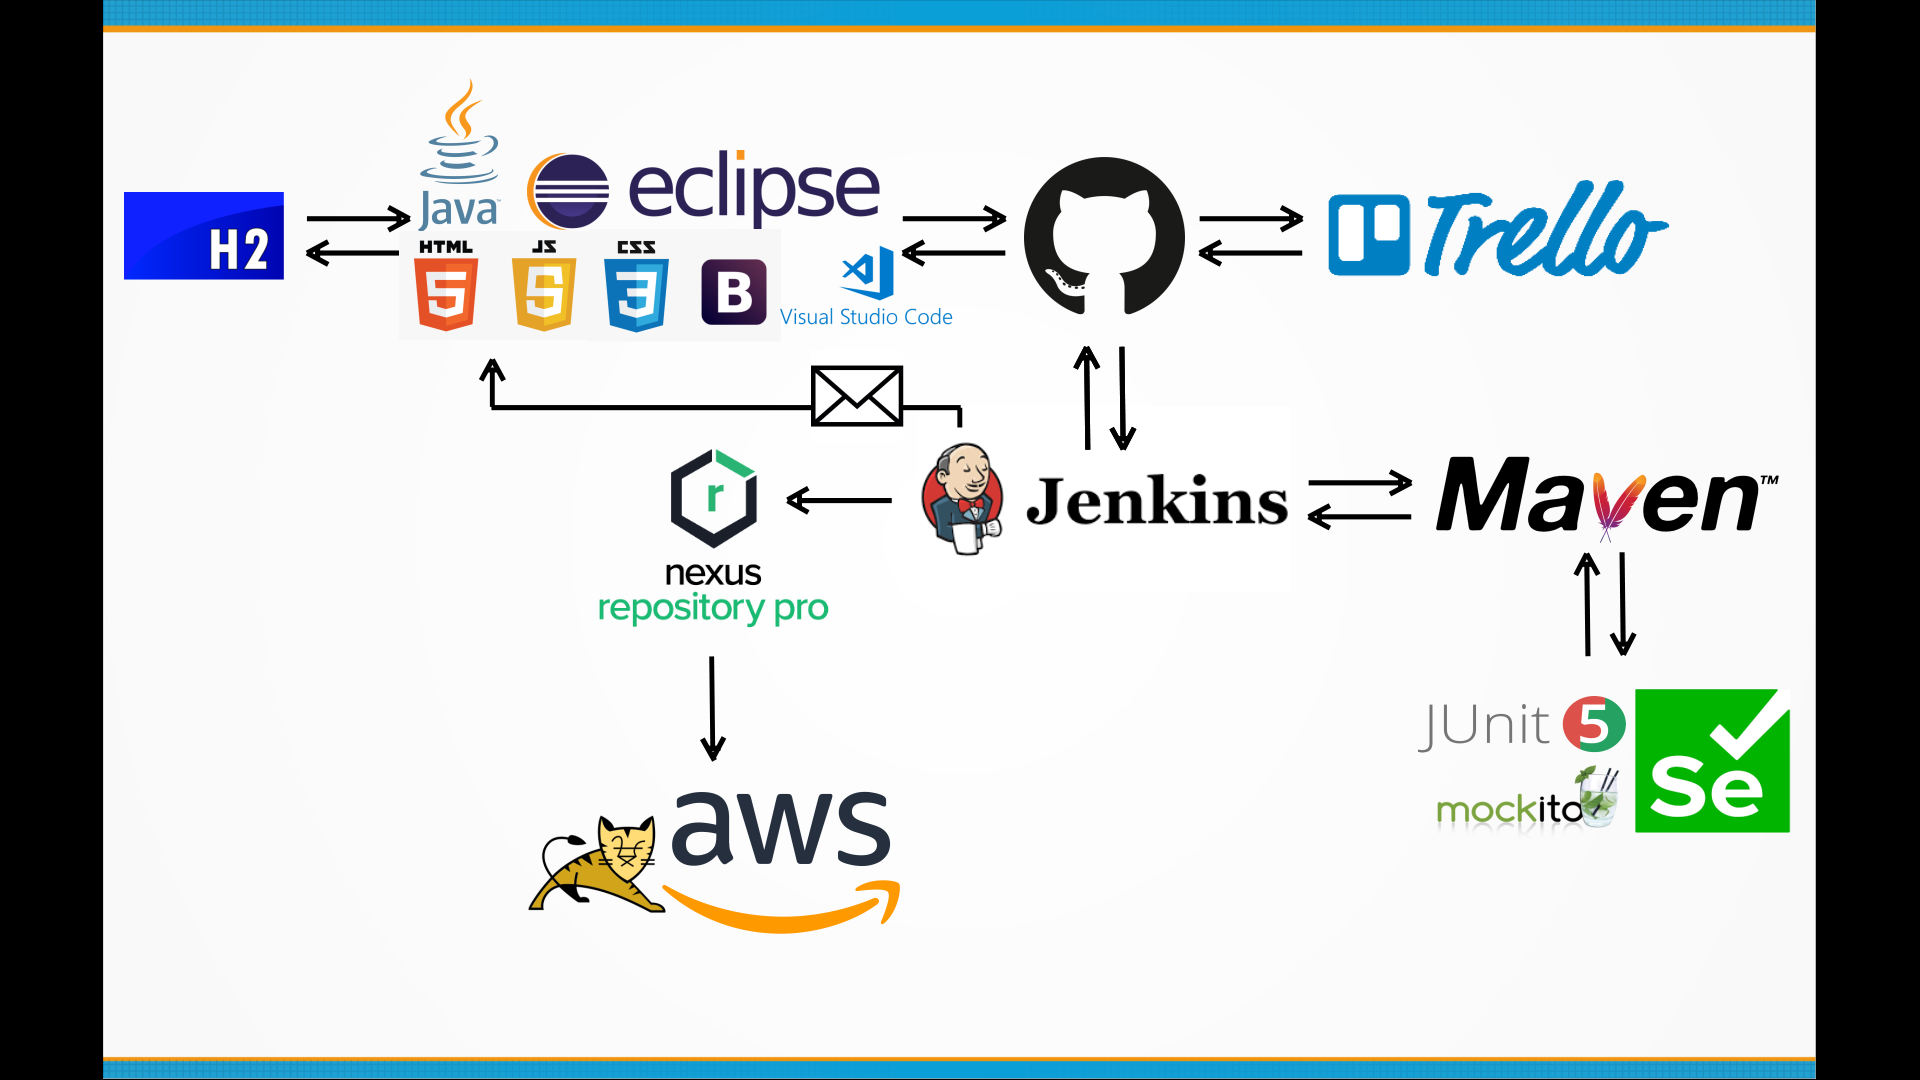 Java™
eclipse
H2
HTML
JS
CSS
5
5
3
B
Visual Studio Code
Trello
r
nexus
repository pro
Jenkins
Maven™
JUnit 5
mockito
Se
aws